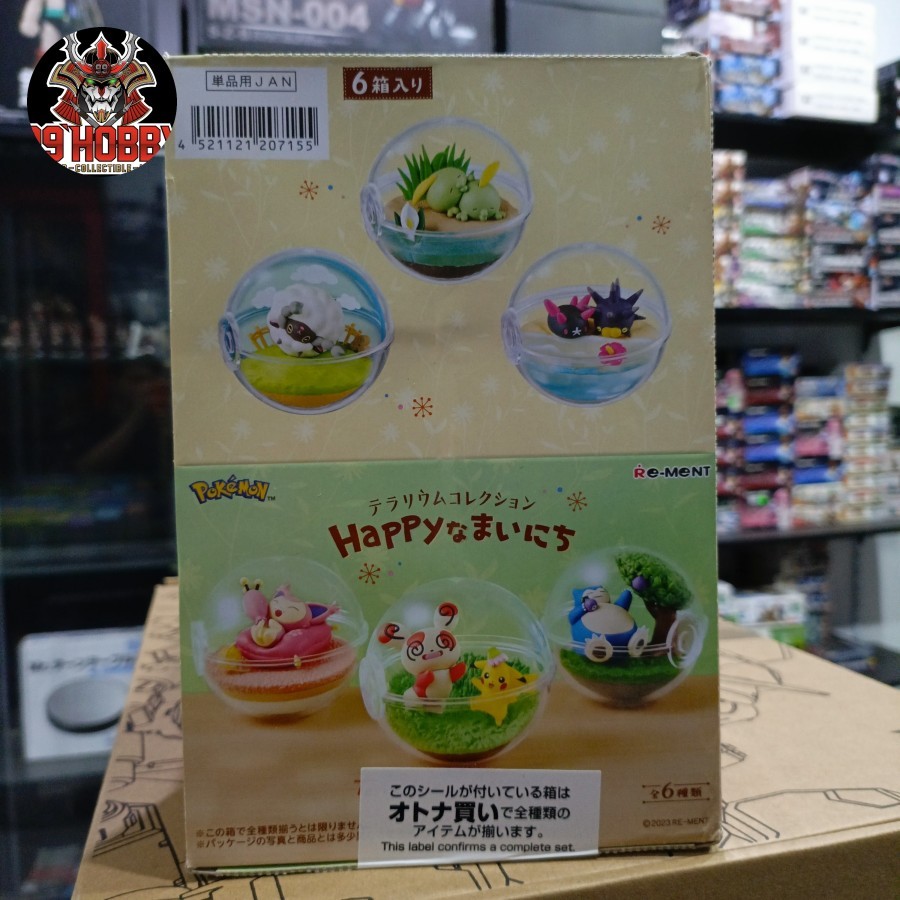 MSN-004
99 HOBBY
COLLECTIBLE
単品用JAN
6箱入り
4 521121 207155
POKÉMON™
RE-MENT
テラリウムコレクション
Happyなまいにち
このシールが付いている箱は
オトナ買いで全種類の
アイテムが揃います。
This label confirms a complete set.
全6種類
※この箱で全種類揃うとは限りませ
※パッケージの写真と商品とは多少
©2023 RE-MENT